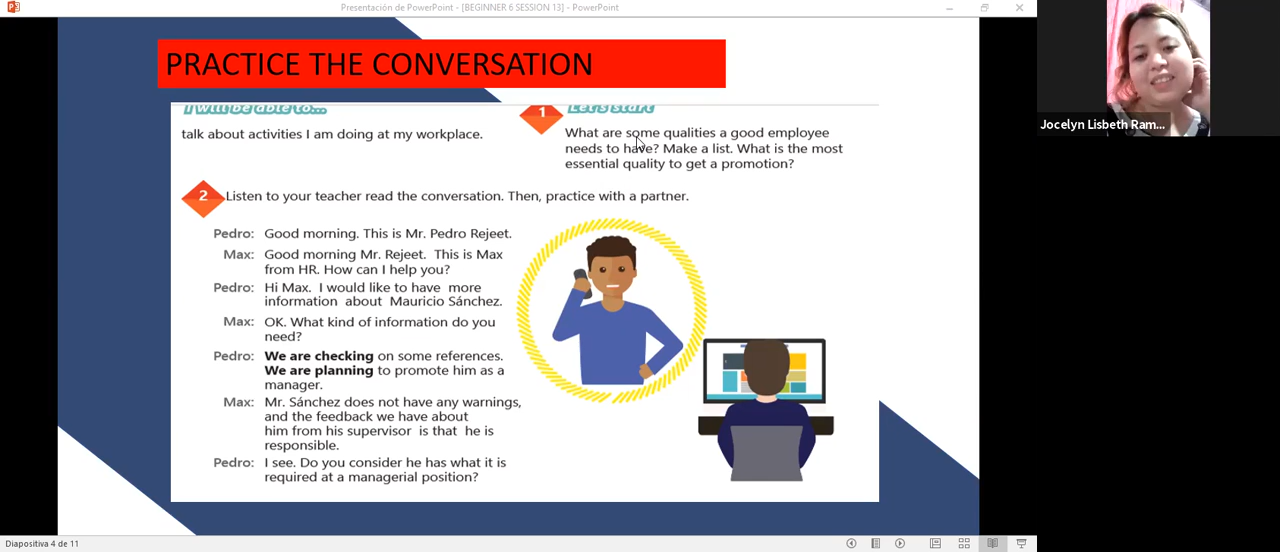 Presentación de PowerPoint - [BEGINNER 6 SESSION 13] - PowerPoint
PRACTICE THE CONVERSATION
I will be able to...
talk about activities I am doing at my workplace.
1
Let's start
What are some qualities a good employee
needs to have? Make a list. What is the most
essential quality to get a promotion?
2 Listen to your teacher read the conversation. Then, practice with a partner.
Pedro: Good morning. This is Mr. Pedro Rejeet.
Max: Good morning Mr. Rejeet. This is Max
from HR. How can I help you?
Pedro: Hi Max. I would like to have more
information about Mauricio Sánchez.
Max: OK. What kind of information do you
need?
Pedro: We are checking on some references.
We are planning to promote him as a
manager.
Max: Mr. Sánchez does not have any warnings,
and the feedback we have about
him from his supervisor is that he is
responsible.
Pedro: I see. Do you consider he has what it is
required at a managerial position?
Jocelyn Lisbeth Ram...
Diapositiva 4 de 11